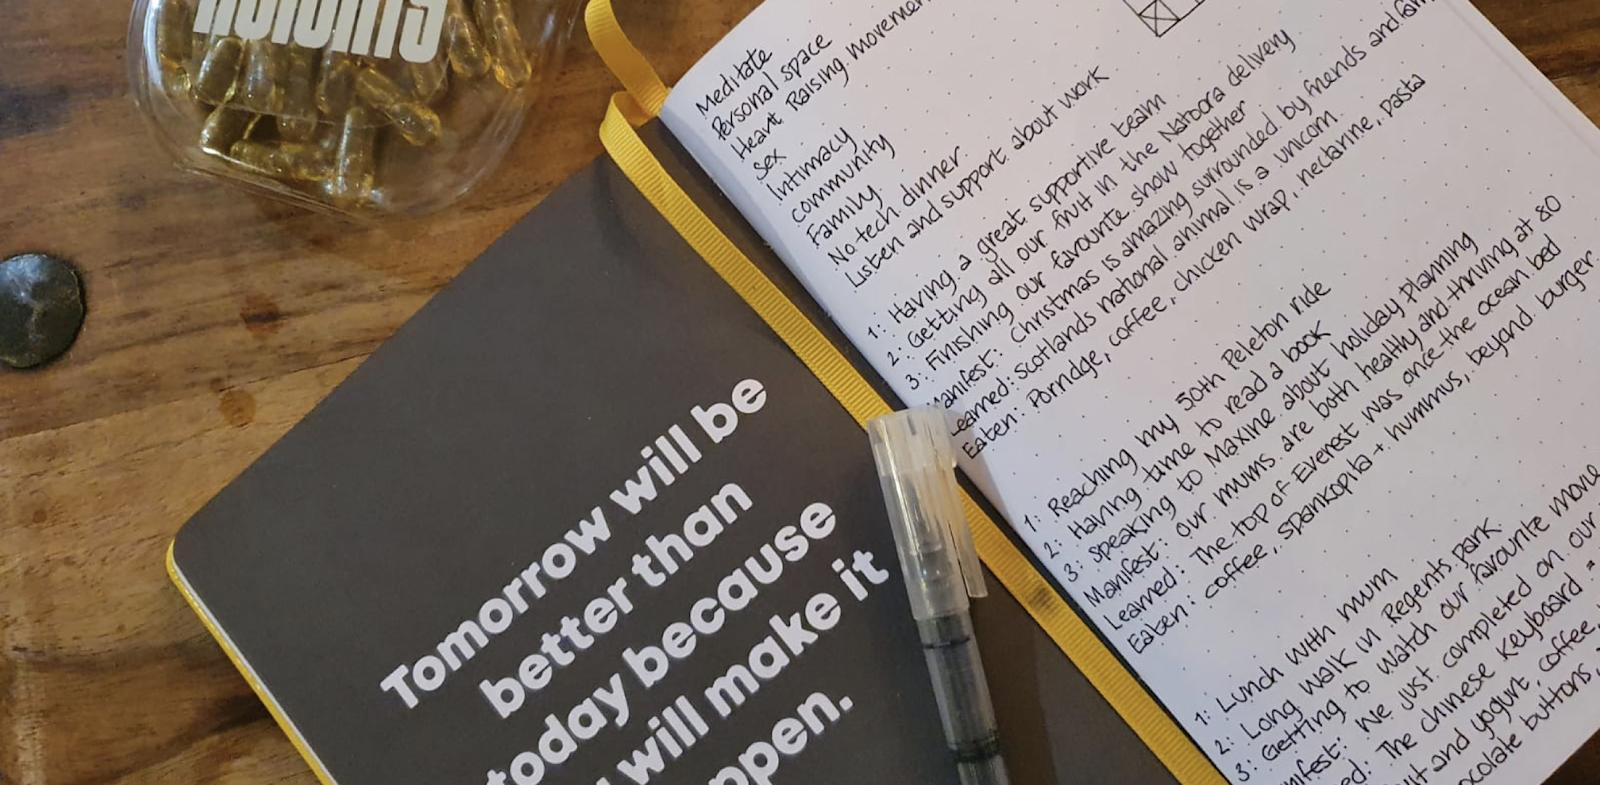 Tomorrow will be
better than
today because
will make it
Meditate
Personal space
Heart Raising Movement
Sex
Intimacy
community
Family
No tech dinner
Listen and support about work
1: Having a great supportive team
2: Getting all our fruit in the Natoora delivery
3: Finishing our favourite show together
Manifest: Christmas is amazing surrounded by friends and fam
Learned: Scotlands national animal is a unicorn
Eaten: Porridge, coffee, chicken wrap, nectarine, pasta
1: Reaching my 50th Peleton ride
2: Having time to read a book
3: Speaking to Maxine about holiday planning
Manifest: our mums are both healthy and thriving at 80
Learned: The top of Everest was once the ocean bed
Eaten: coffee, spankopita + hummus, beyond burger
1: Lunch with mum
2: Long walk in Regents park
3: Getting to watch our favourite
nifest: We just completed on our
The chinese keyboard
and yogurt, coffee,
buttons,